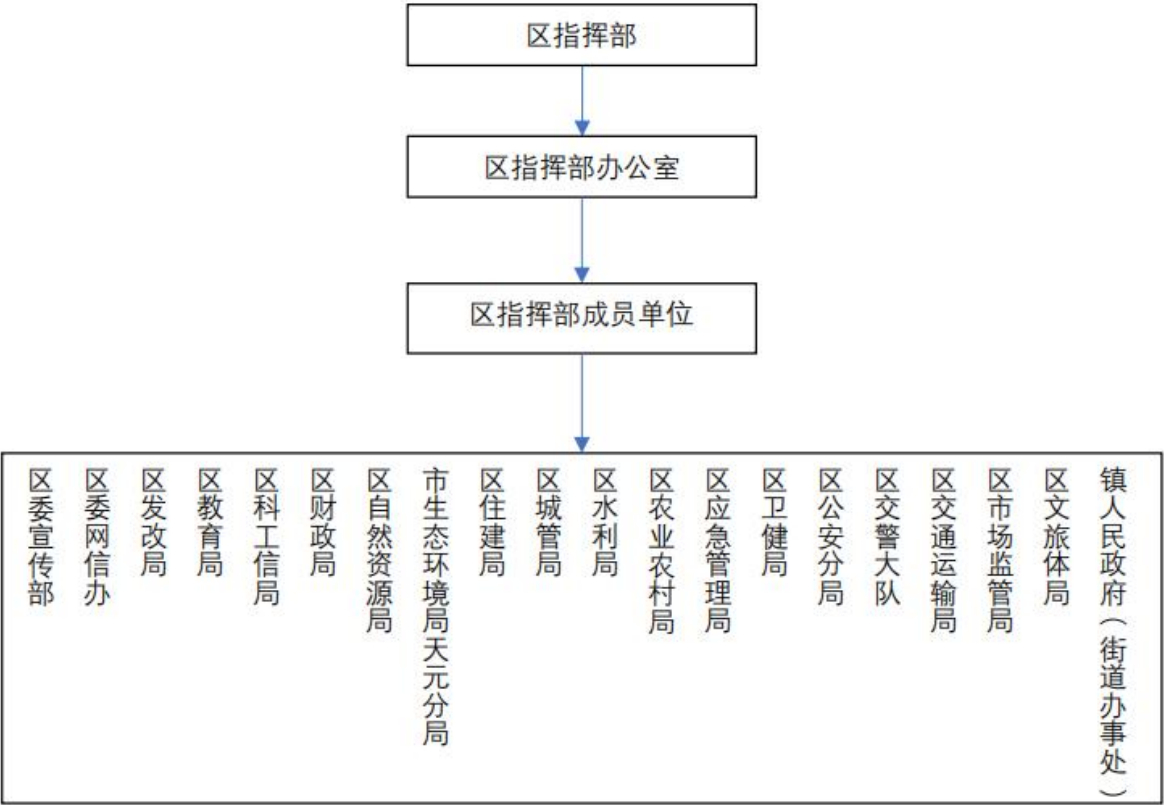 区指挥部
区指挥部办公室
区指挥部成员单位
区委宣传部
区委网信办
区发改局
区教育局
区科工信局
区财政局
区自然资源局
市生态环境局天元分局
区住建局
区城管局
区水利局
区农业农村局
区应急管理局
区卫健局
区公安分局
区交警大队
区交通运输局
区市场监管局
区文旅体局
镇人民政府（街道办事处）